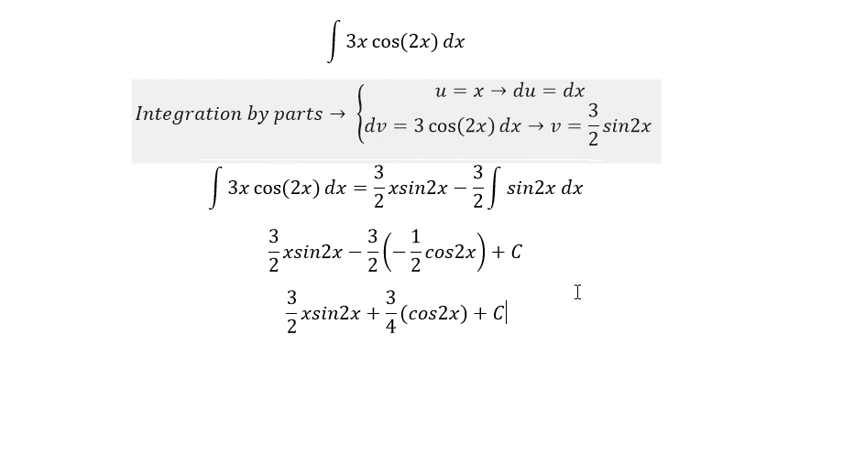 ∫ 3x cos(2x) dx
Integration by parts → { u = x → du = dx
dv = 3 cos(2x) dx → v = 3/2 sin2x
∫ 3x cos(2x) dx = 3/2 xsin2x − 3/2 ∫ sin2x dx
3/2 xsin2x − 3/2 (− 1/2 cos2x) + C
3/2 xsin2x + 3/4 (cos2x) + C